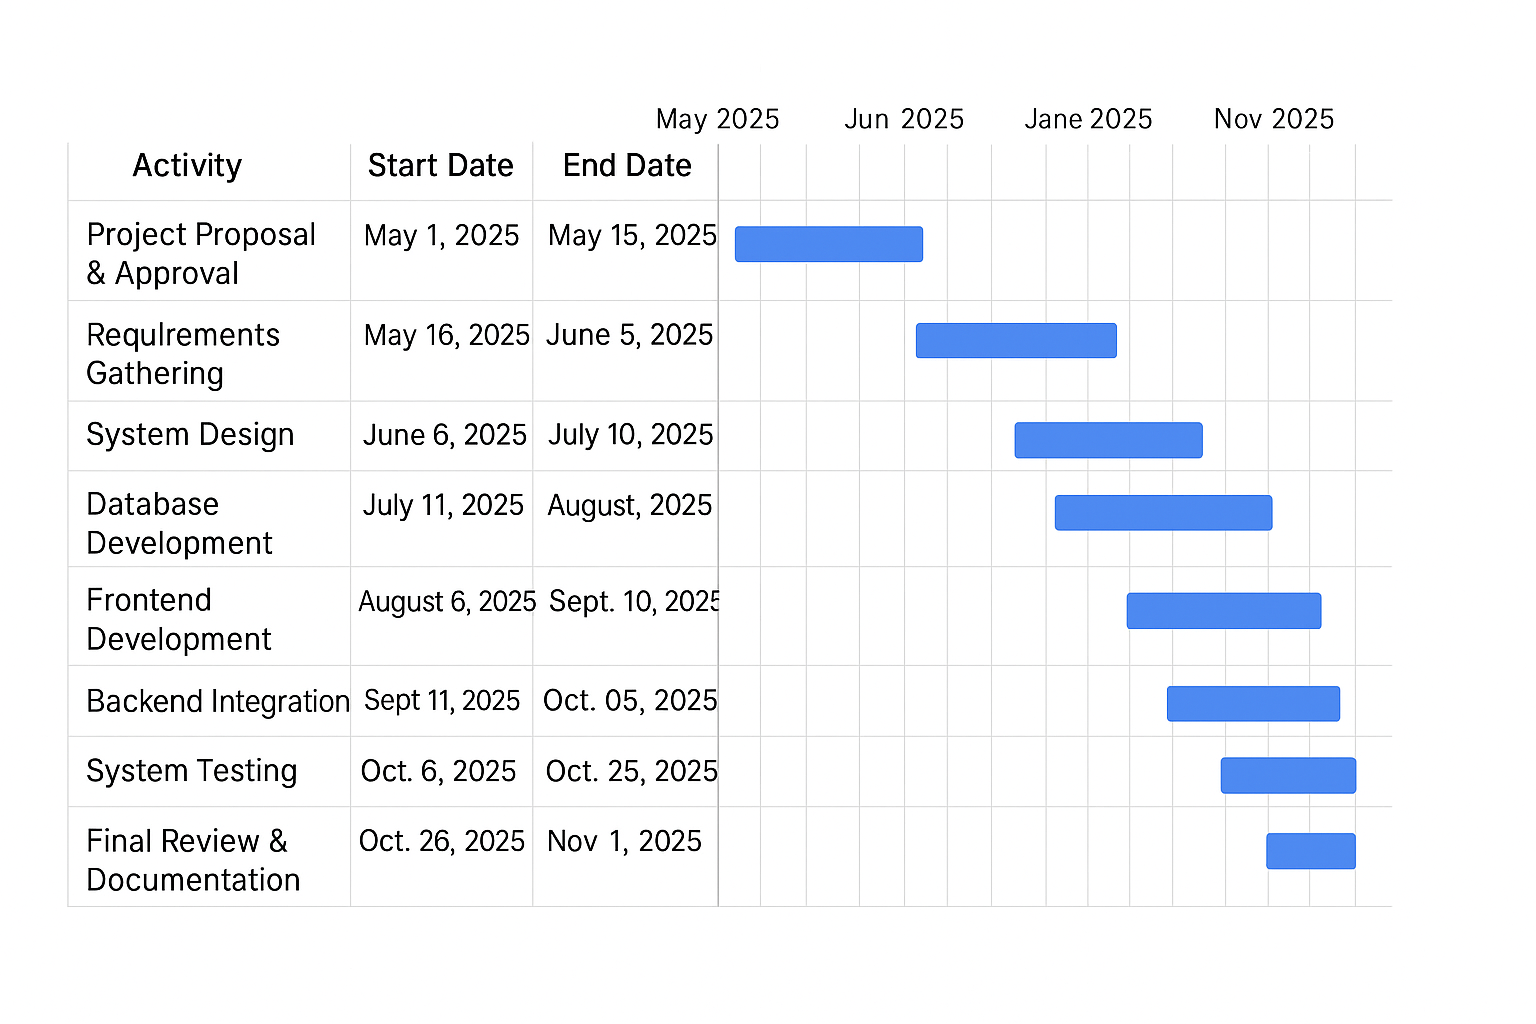 May 2025 Jun 2025 Jane 2025 Nov 2025
Activity Start Date End Date
Project Proposal May 1, 2025 May 15, 2025
& Approval
Requlrements May 16, 2025 June 5, 2025
Gathering
System Design June 6, 2025 July 10, 2025
Database July 11, 2025 August, 2025
Development
Frontend August 6, 2025 Sept. 10, 2025
Development
Backend Integration Sept 11, 2025 Oct. 05, 2025
System Testing Oct. 6, 2025 Oct. 25, 2025
Final Review & Oct. 26, 2025 Nov 1, 2025
Documentation